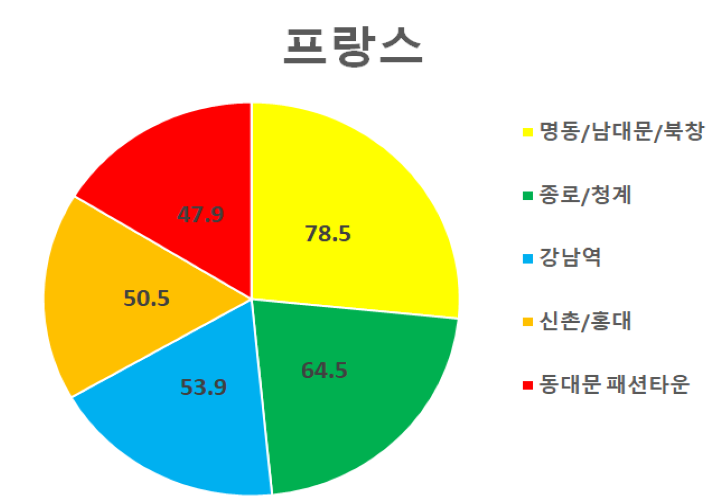 프랑스
78.5
64.5
53.9
50.5
47.9
명동/남대문/북창
종로/청계
강남역
신촌/홍대
동대문 패션타운